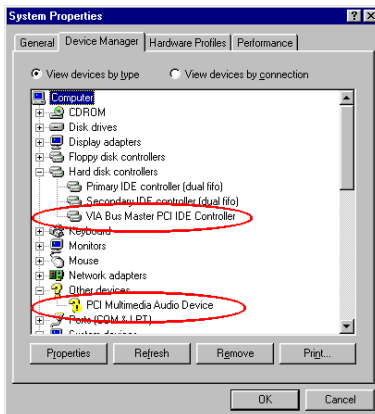 System Properties
General Device Manager Hardware Profiles Performance
View devices by type View devices by connection
Computer
CDROM
Disk drives
Display adapters
Floppy disk controllers
Hard disk controllers
Primary IDE controller (dual fifo)
Secondary IDE controller (dual fifo)
VIA Bus Master PCI IDE Controller
Keyboard
Monitors
Mouse
Network adapters
Other devices
PCI Multimedia Audio Device
Ports (COM & LPT)
System devices
Properties Refresh Remove Print...
OK Cancel